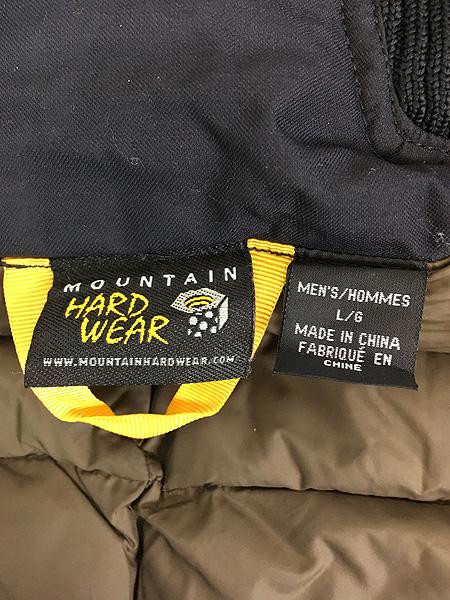 MOUNTAIN
HARD
WEAR
WWW.MOUNTAINHARDWEAR.COM
MEN'S/HOMMES
L/G
MADE IN CHINA
FABRIQUÉ EN
CHINE